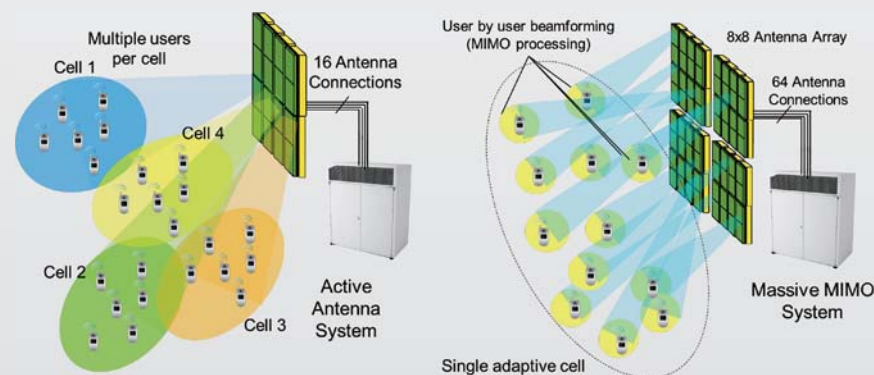 Multiple users
per cell
Cell 1
16 Antenna
Connections
Cell 4
Cell 2
Cell 3
Active
Antenna
System
User by user beamforming
(MIMO processing)
8x8 Antenna Array
64 Antenna
Connections
Massive MIMO
System
Single adaptive cell